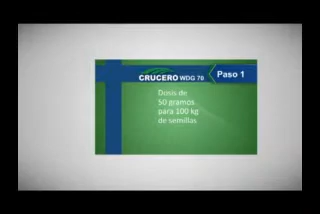 CRUCERO WDG 70 Paso 1
Dosis de
50 gramos
para 100 kg
de semillas